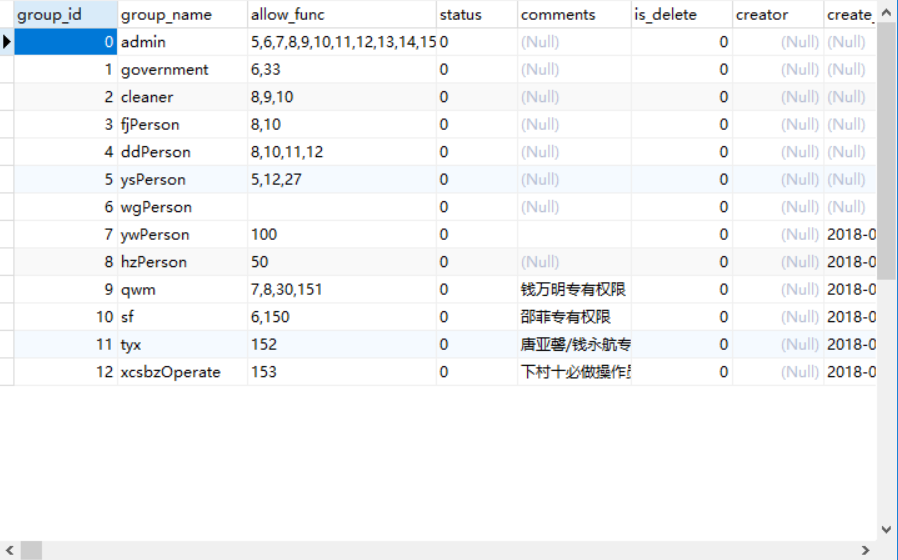 group_id group_name allow_func status comments is_delete creator create_
0 admin 5,6,7,8,9,10,11,12,13,14,15 0 (Null) 0 (Null) (Null)
1 government 6,33 0 (Null) 0 (Null) (Null)
2 cleaner 8,9,10 0 (Null) 0 (Null) (Null)
3 fjPerson 8,10 0 (Null) 0 (Null) (Null)
4 ddPerson 8,10,11,12 0 (Null) 0 (Null) (Null)
5 ysPerson 5,12,27 0 (Null) 0 (Null) (Null)
6 wgPerson 0 (Null) 0 (Null) (Null)
7 ywPerson 100 0 0 (Null) 2018-0
8 hzPerson 50 0 (Null) 0 (Null) 2018-0
9 qwm 7,8,30,151 0 钱万明专有权限 0 (Null) 2018-0
10 sf 6,150 0 邵菲专有权限 0 (Null) 2018-0
11 tyx 152 0 唐亚馨/钱永航专 0 (Null) 2018-0
12 xcsbzOperate 153 0 下村十必做操作员 0 (Null) 2018-0